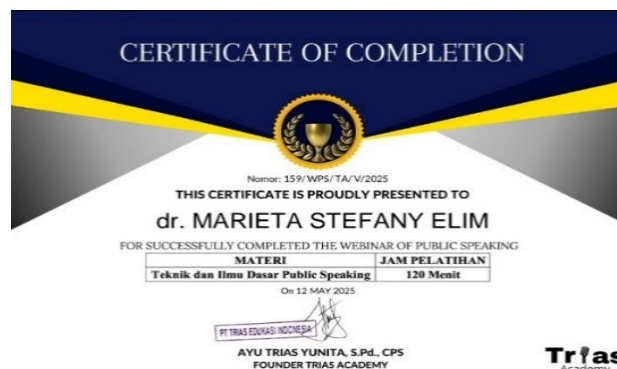 CERTIFICATE OF COMPLETION
Nomor: 159/WPS/TA/V/2025
THIS CERTIFICATE IS PROUDLY PRESENTED TO
dr. MARIETA STEFANY ELIM
FOR SUCCESSFULLY COMPLETED THE WEBINAR OF PUBLIC SPEAKING
MATERI JAM PELATIHAN
Teknik dan Ilmu Dasar Public Speaking 120 Menit
On 12 MAY 2025
PT TRIAS EDUKASI INDONESIA
AYU TRIAS YUNITA, S.Pd., CPS
FOUNDER TRIAS ACADEMY
Trias
Academy